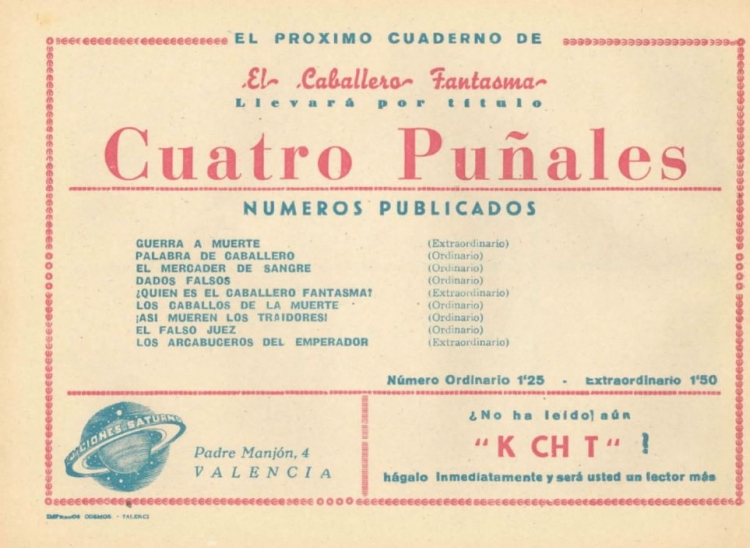 EL PROXIMO CUADERNO DE
El Caballero Fantasma
Llevará por título
Cuatro Puñales
NUMEROS PUBLICADOS
GUERRA A MUERTE (Extraordinario)
PALABRA DE CABALLERO (Ordinario)
EL MERCADER DE SANGRE (Ordinario)
DADOS FALSOS (Ordinario)
¿QUIEN ES EL CABALLERO FANTASMA? (Extraordinario)
LOS CABALLOS DE LA MUERTE (Ordinario)
¡ASI MUEREN LOS TRAIDORES! (Ordinario)
EL FALSO JUEZ (Ordinario)
LOS ARCABUCEROS DEL EMPERADOR (Extraordinario)
Número Ordinario 1'25 - Extraordinario 1'50
CIONES SATURNO
Padre Manjón, 4
VALENCIA
¿No ha leído aún
"K CH T" ?
hágalo inmediatamente y será usted un lector más